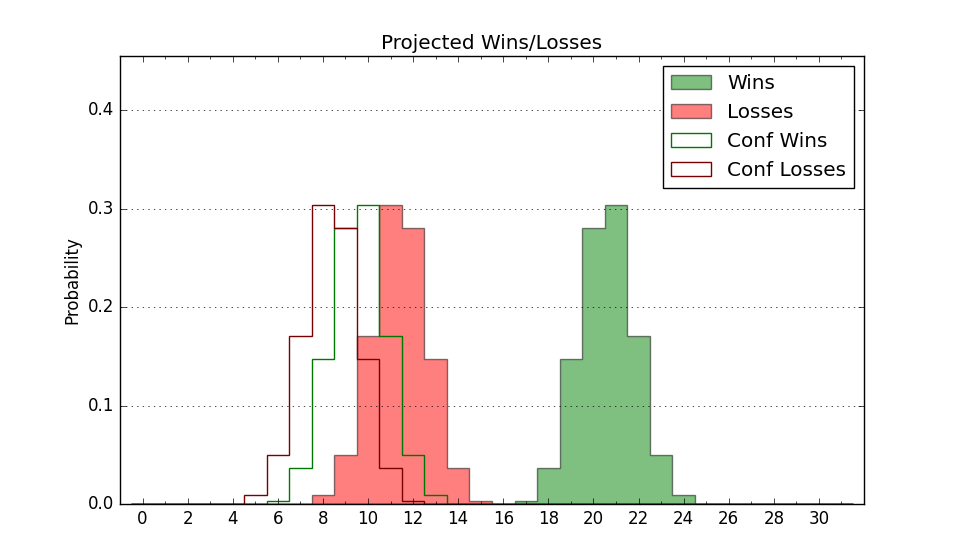 Projected Wins/Losses
Wins
Losses
Conf Wins
Conf Losses
Probability
0.4
0.3
0.2
0.1
0.0
0 2 4 6 8 10 12 14 16 18 20 22 24 26 28 30